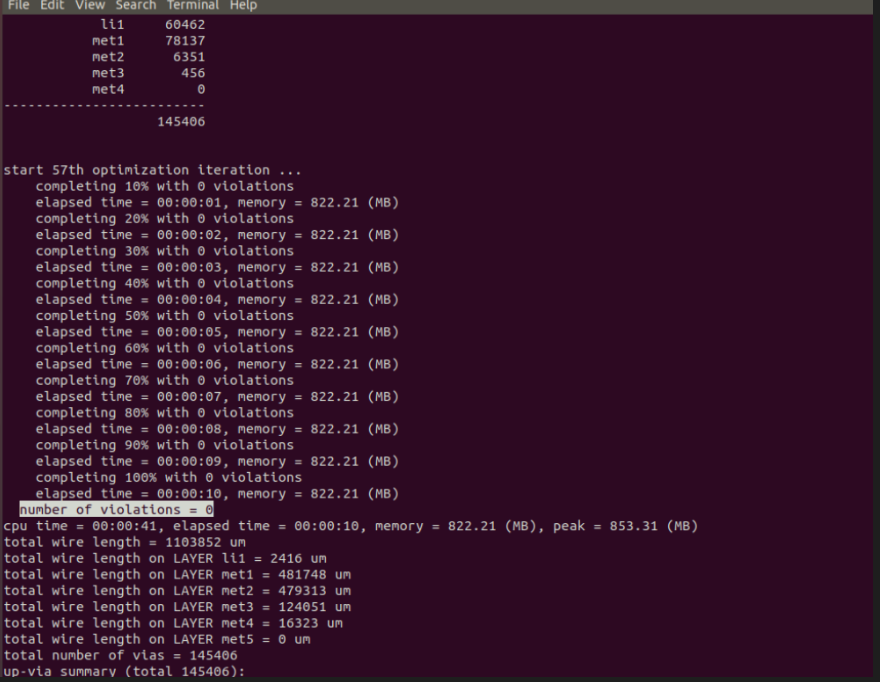 File Edit View Search Terminal Help
li1 60462
met1 78137
met2 6351
met3 456
met4 0
-------------------------
145406
start 57th optimization iteration ...
completing 10% with 0 violations
elapsed time = 00:00:01, memory = 822.21 (MB)
completing 20% with 0 violations
elapsed time = 00:00:02, memory = 822.21 (MB)
completing 30% with 0 violations
elapsed time = 00:00:03, memory = 822.21 (MB)
completing 40% with 0 violations
elapsed time = 00:00:04, memory = 822.21 (MB)
completing 50% with 0 violations
elapsed time = 00:00:05, memory = 822.21 (MB)
completing 60% with 0 violations
elapsed time = 00:00:06, memory = 822.21 (MB)
completing 70% with 0 violations
elapsed time = 00:00:07, memory = 822.21 (MB)
completing 80% with 0 violations
elapsed time = 00:00:08, memory = 822.21 (MB)
completing 90% with 0 violations
elapsed time = 00:00:09, memory = 822.21 (MB)
completing 100% with 0 violations
elapsed time = 00:00:10, memory = 822.21 (MB)
number of violations = 0
cpu time = 00:00:41, elapsed time = 00:00:10, memory = 822.21 (MB), peak = 853.31 (MB)
total wire length = 1103852 um
total wire length on LAYER li1 = 2416 um
total wire length on LAYER met1 = 481748 um
total wire length on LAYER met2 = 479313 um
total wire length on LAYER met3 = 124051 um
total wire length on LAYER met4 = 16323 um
total wire length on LAYER met5 = 0 um
total number of vias = 145406
up-via summary (total 145406):